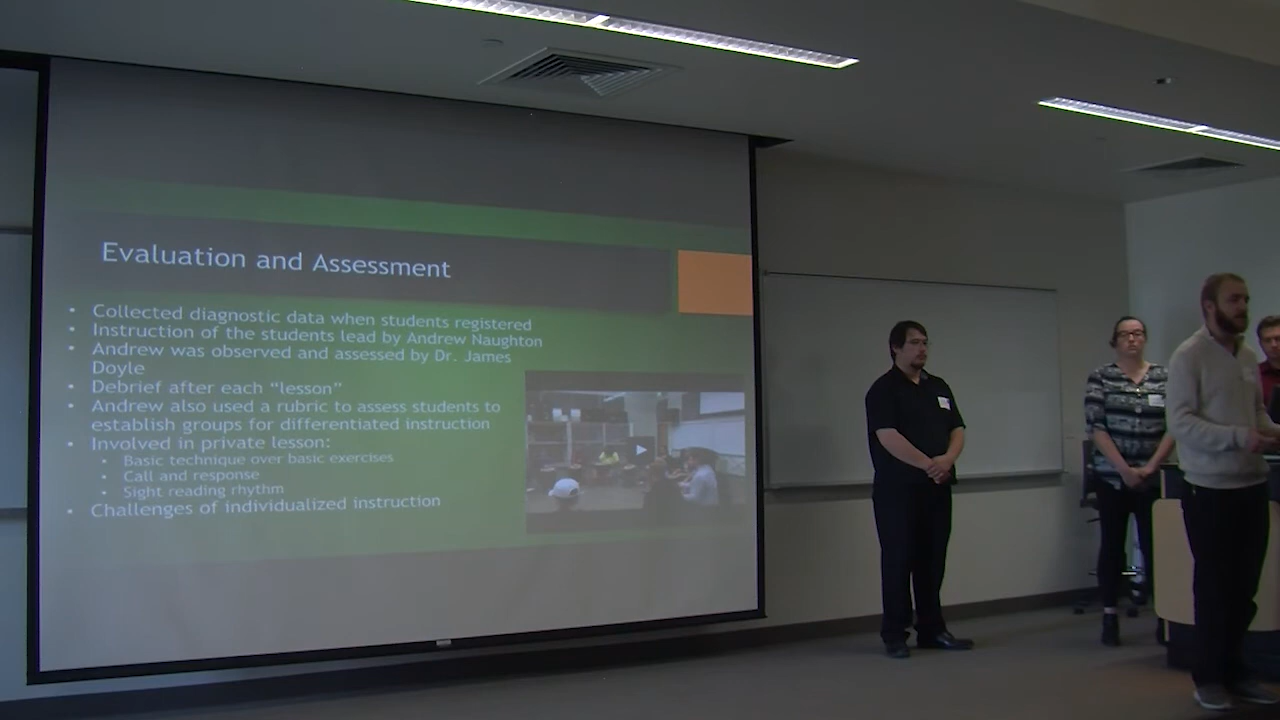 Evaluation and Assessment
• Collected diagnostic data when students registered
• Instruction of the students lead by Andrew Naughton
• Andrew was observed and assessed by Dr. James
Doyle
• Debrief after each “lesson”
• Andrew also used a rubric to assess students to
establish groups for differentiated instruction
• Involved in private lesson:
• Basic technique over basic exercises
• Call and response
• Sight reading rhythm
• Challenges of individualized instruction